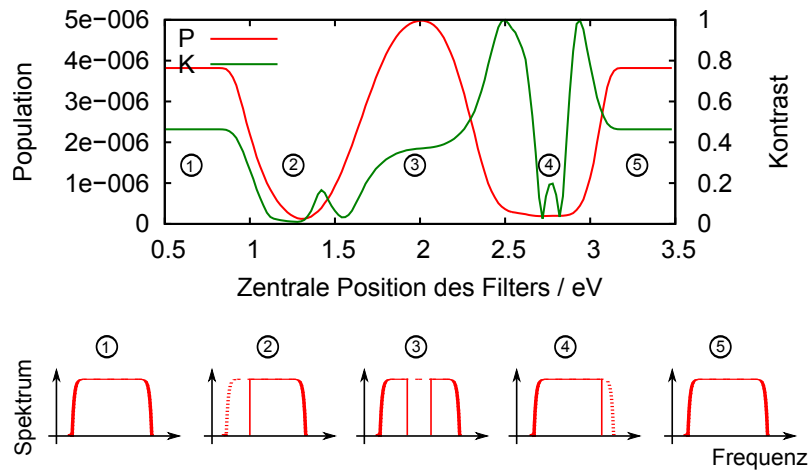 5e-006
4e-006
3e-006
2e-006
1e-006
0
Population
P
K
1
0.8
0.6
0.4
0.2
0
Kontrast
① ② ③ ④ ⑤
0.5 1 1.5 2 2.5 3 3.5
Zentrale Position des Filters / eV
① ② ③ ④ ⑤
Spektrum
Frequenz